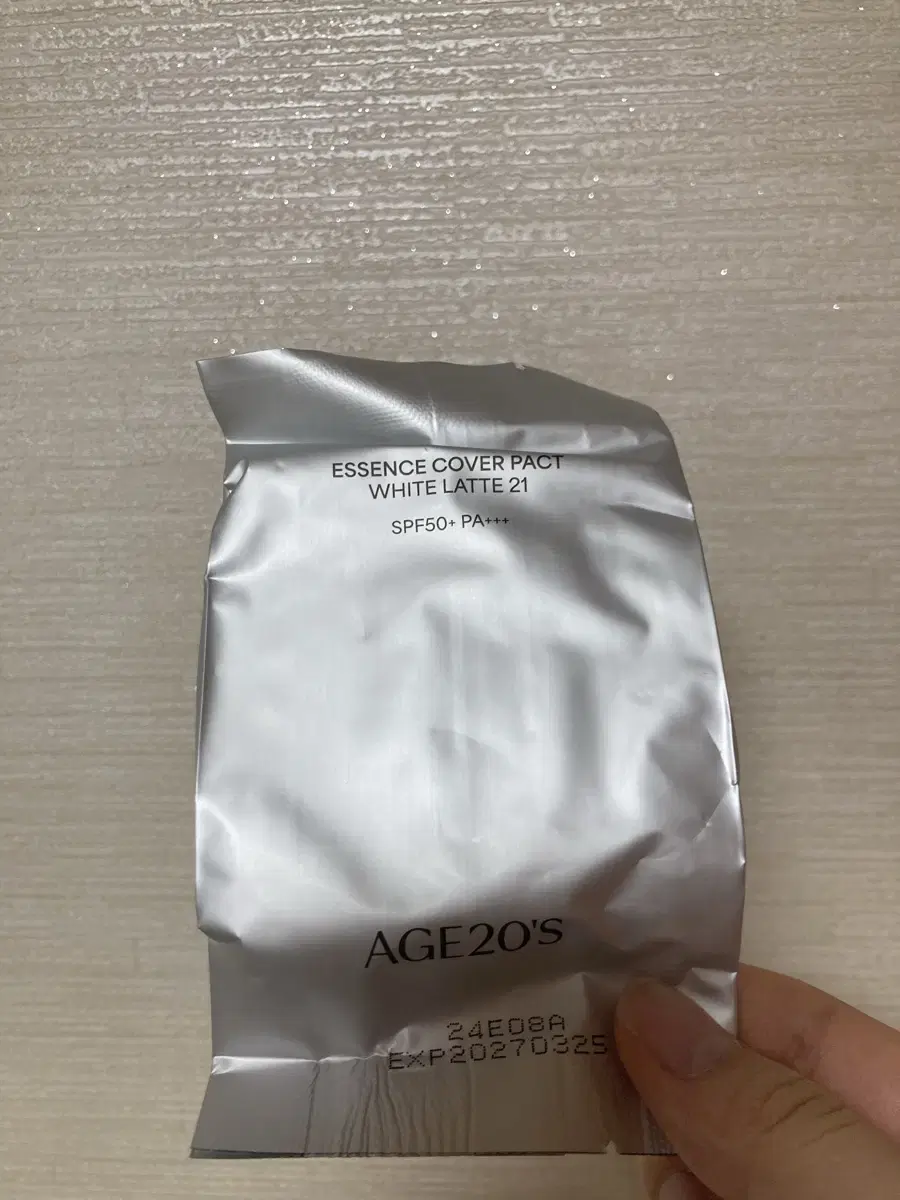 ESSENCE COVER PACT
WHITE LATTE 21
SPF50+ PA+++
AGE20'S
24E08A
EXP20270325